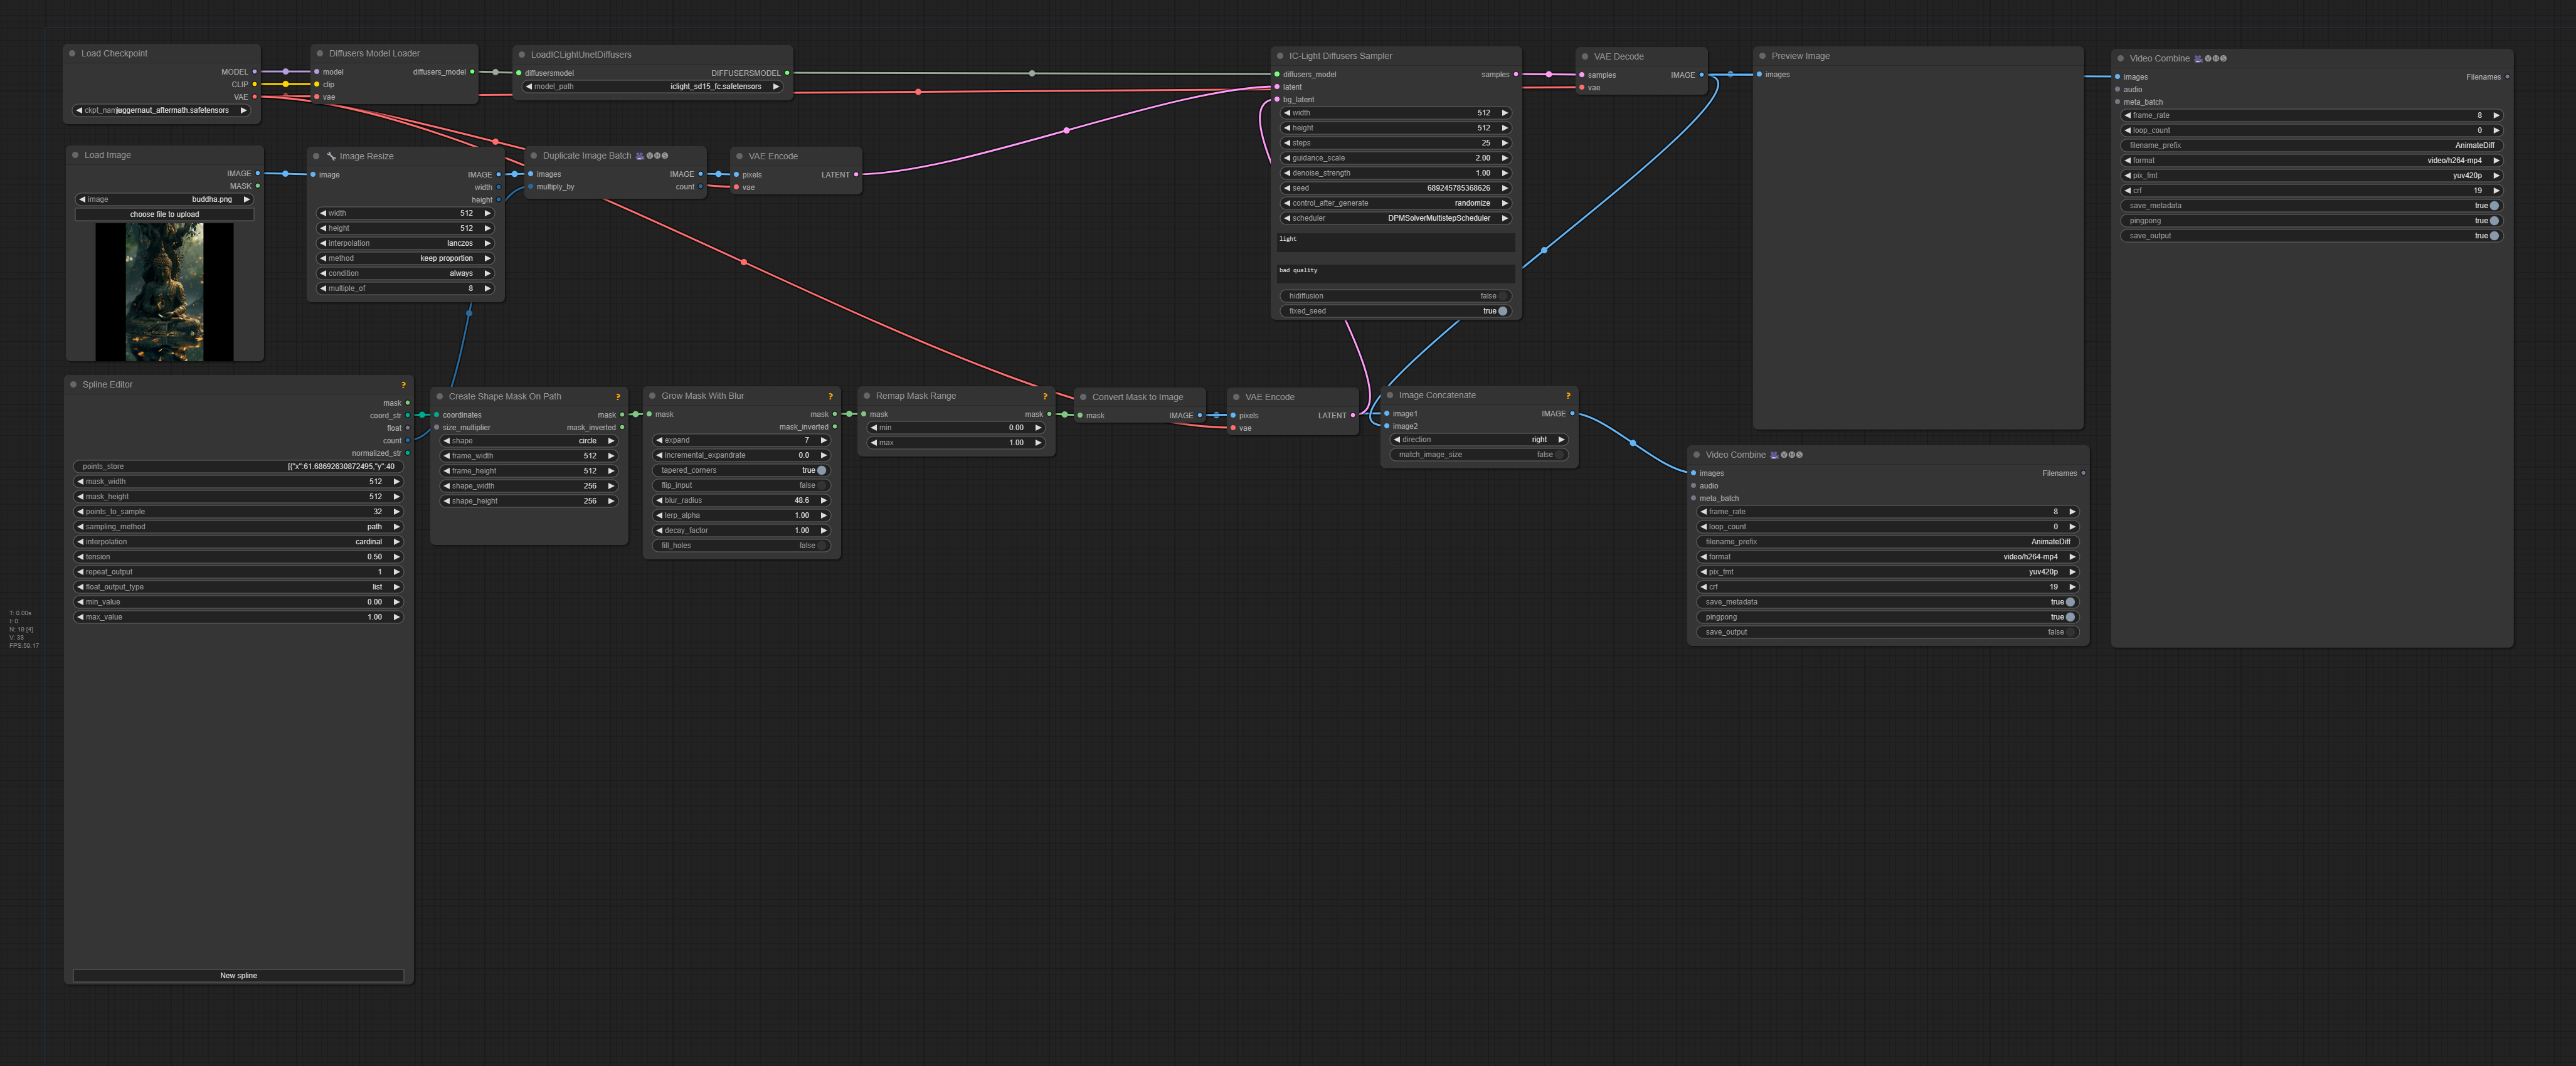 Load Checkpoint
MODEL
CLIP
VAE
juggernaut_aftermath.safetensors
Diffusers Model Loader
model diffusers_model
clip
vae
LoadICLightUnetDiffusers
diffusersmodel DIFFUSERSMODEL
model_path iclight_sd15_fc.safetensors
IC-Light Diffusers Sampler
diffusers_model samples
latent
bg_latent
width 512
height 512
steps 25
guidance_scale 2.00
denoise_strength 1.00
seed 689245785368626
control_after_generate randomize
scheduler DPMSolverMultistepScheduler
light
bad quality
hidiffusion false
fixed_seed true
VAE Decode
samples IMAGE
vae
Preview Image
images
Video Combine
images Filenames
audio
meta_batch
frame_rate 8
loop_count 0
filename_prefix AnimateDiff
format video/h264-mp4
pix_fmt yuv420p
crf 19
save_metadata true
pingpong true
save_output true
Load Image
IMAGE
MASK
image buddha.png
choose file to upload
Image Resize
image IMAGE
width
height
width 512
height 512
interpolation lanczos
method keep proportion
condition always
multiple_of 8
Duplicate Image Batch
images IMAGE
multiply_by count
VAE Encode
pixels LATENT
vae
Spline Editor ?
mask
coord_str
float
count
normalized_str
points_store [{"x":61.68692630872495,"y":40
mask_width 512
mask_height 512
points_to_sample 32
sampling_method path
interpolation cardinal
tension 0.50
repeat_output 1
float_output_type list
min_value 0.00
max_value 1.00
New spline
Create Shape Mask On Path ?
coordinates mask
size_multiplier mask_inverted
shape circle
frame_width 512
frame_height 512
shape_width 256
shape_height 256
Grow Mask With Blur ?
mask mask
mask_inverted
expand 7
incremental_expandrate 0.0
tapered_corners true
flip_input false
blur_radius 48.6
lerp_alpha 1.00
decay_factor 1.00
fill_holes false
Remap Mask Range ?
mask mask
min 0.00
max 1.00
Convert Mask to Image
mask IMAGE
VAE Encode
pixels LATENT
vae
Image Concatenate ?
image1 IMAGE
image2
direction right
match_image_size false
Video Combine
images Filenames
audio
meta_batch
frame_rate 8
loop_count 0
filename_prefix AnimateDiff
format video/h264-mp4
pix_fmt yuv420p
crf 19
save_metadata true
pingpong true
save_output false
T: 0.00s
I: 0
N: 19 [4]
V: 38
FPS:59.17